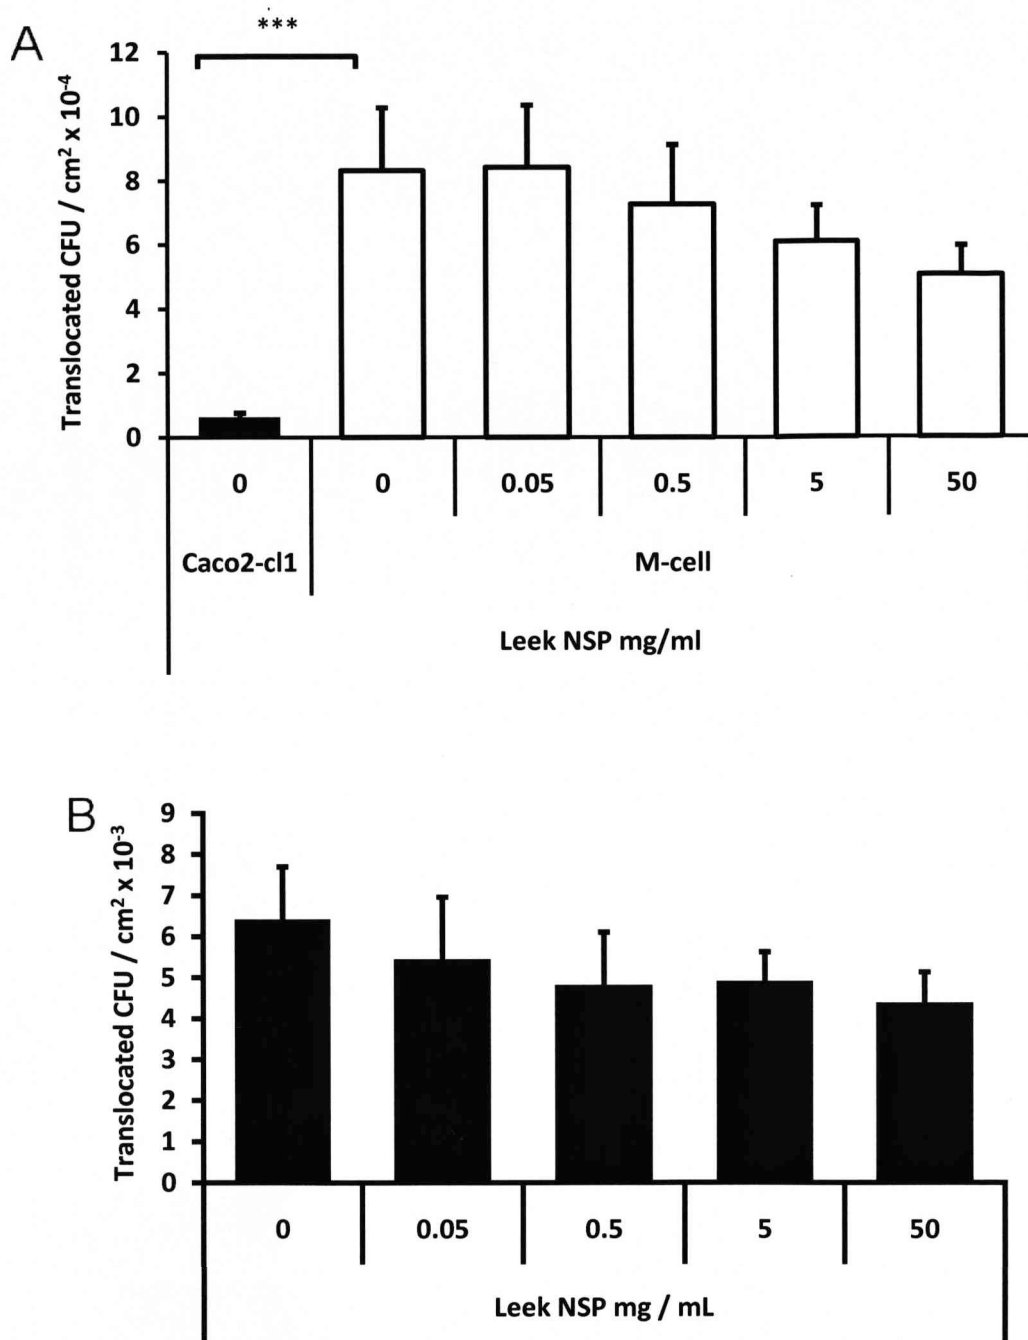 A
***
Translocated CFU / cm² x 10⁻⁴
12
10
8
6
4
2
0
0 0 0.05 0.5 5 50
Caco2-cl1 M-cell
Leek NSP mg/ml
B
Translocated CFU / cm² x 10⁻³
9
8
7
6
5
4
3
2
1
0
0 0.05 0.5 5 50
Leek NSP mg / mL